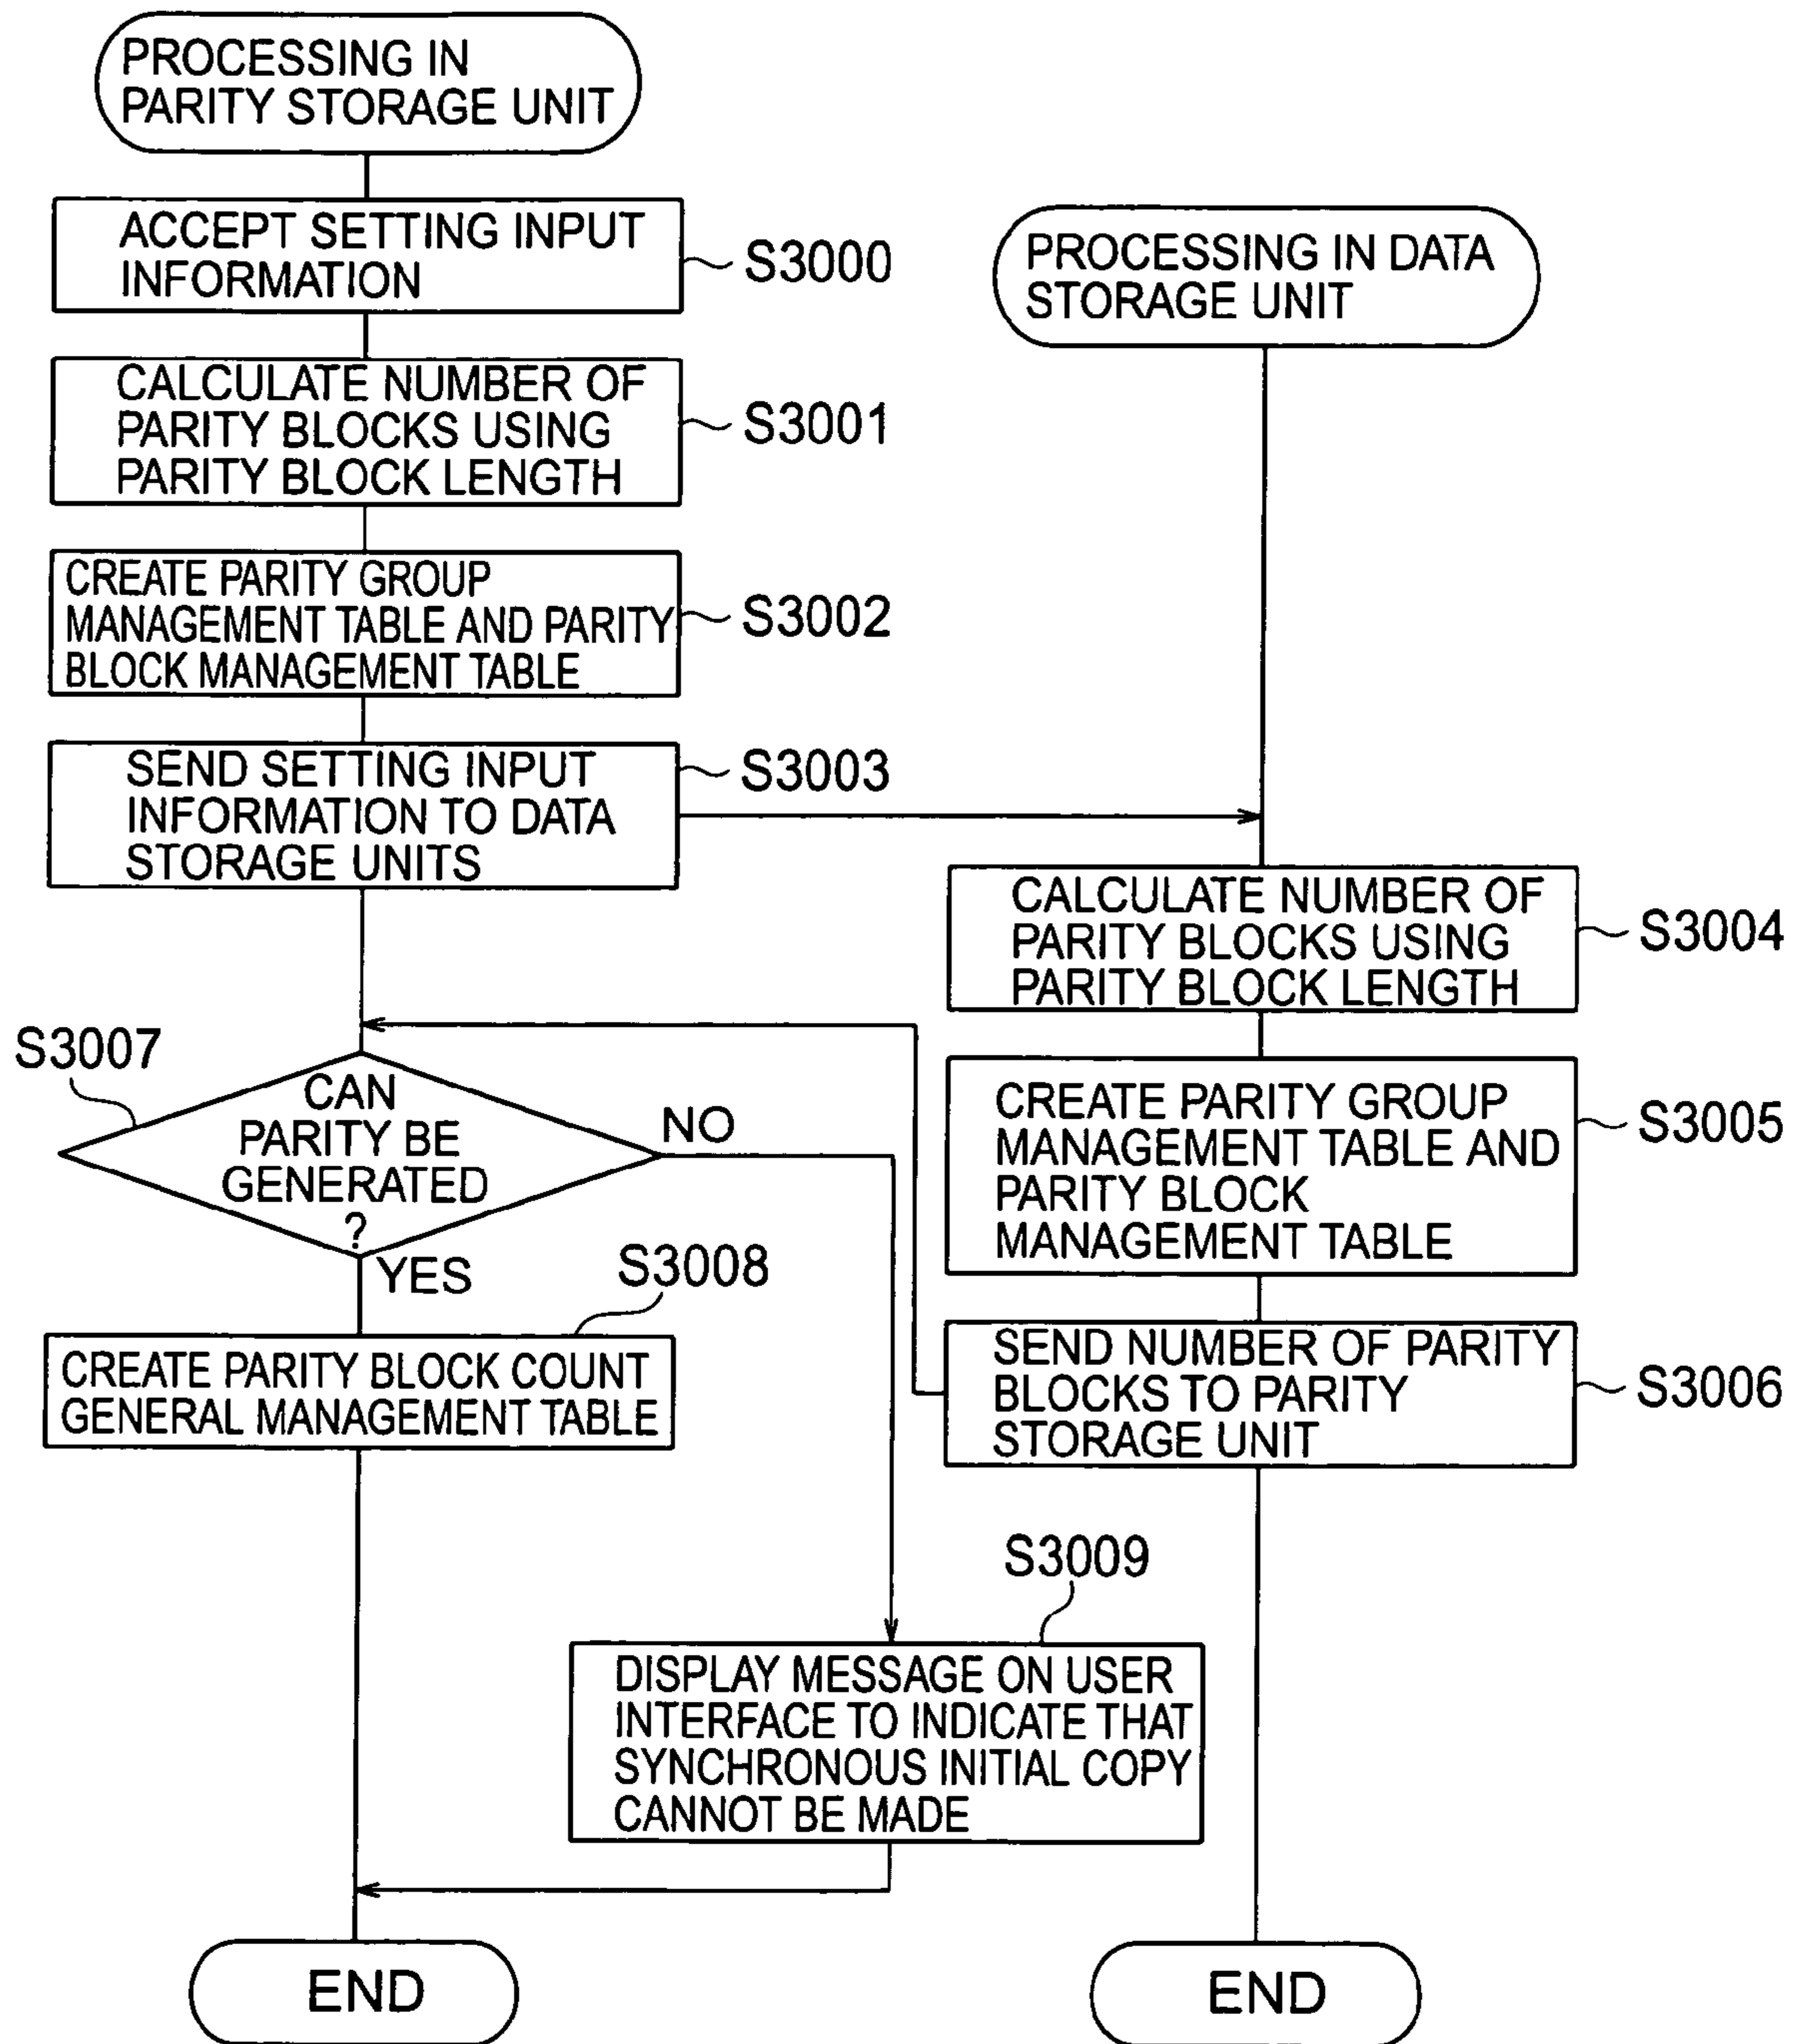 PROCESSING IN
PARITY STORAGE UNIT
ACCEPT SETTING INPUT
INFORMATION
S3000
PROCESSING IN DATA
STORAGE UNIT
CALCULATE NUMBER OF
PARITY BLOCKS USING
PARITY BLOCK LENGTH
S3001
CREATE PARITY GROUP
MANAGEMENT TABLE AND PARITY
BLOCK MANAGEMENT TABLE
S3002
SEND SETTING INPUT
INFORMATION TO DATA
STORAGE UNITS
S3003
CALCULATE NUMBER OF
PARITY BLOCKS USING
PARITY BLOCK LENGTH
S3004
CREATE PARITY GROUP
MANAGEMENT TABLE AND
PARITY BLOCK
MANAGEMENT TABLE
S3005
SEND NUMBER OF PARITY
BLOCKS TO PARITY
STORAGE UNIT
S3006
S3007
CAN
PARITY BE
GENERATED
?
NO
YES
S3008
CREATE PARITY BLOCK COUNT
GENERAL MANAGEMENT TABLE
S3009
DISPLAY MESSAGE ON USER
INTERFACE TO INDICATE THAT
SYNCHRONOUS INITIAL COPY
CANNOT BE MADE
END
END